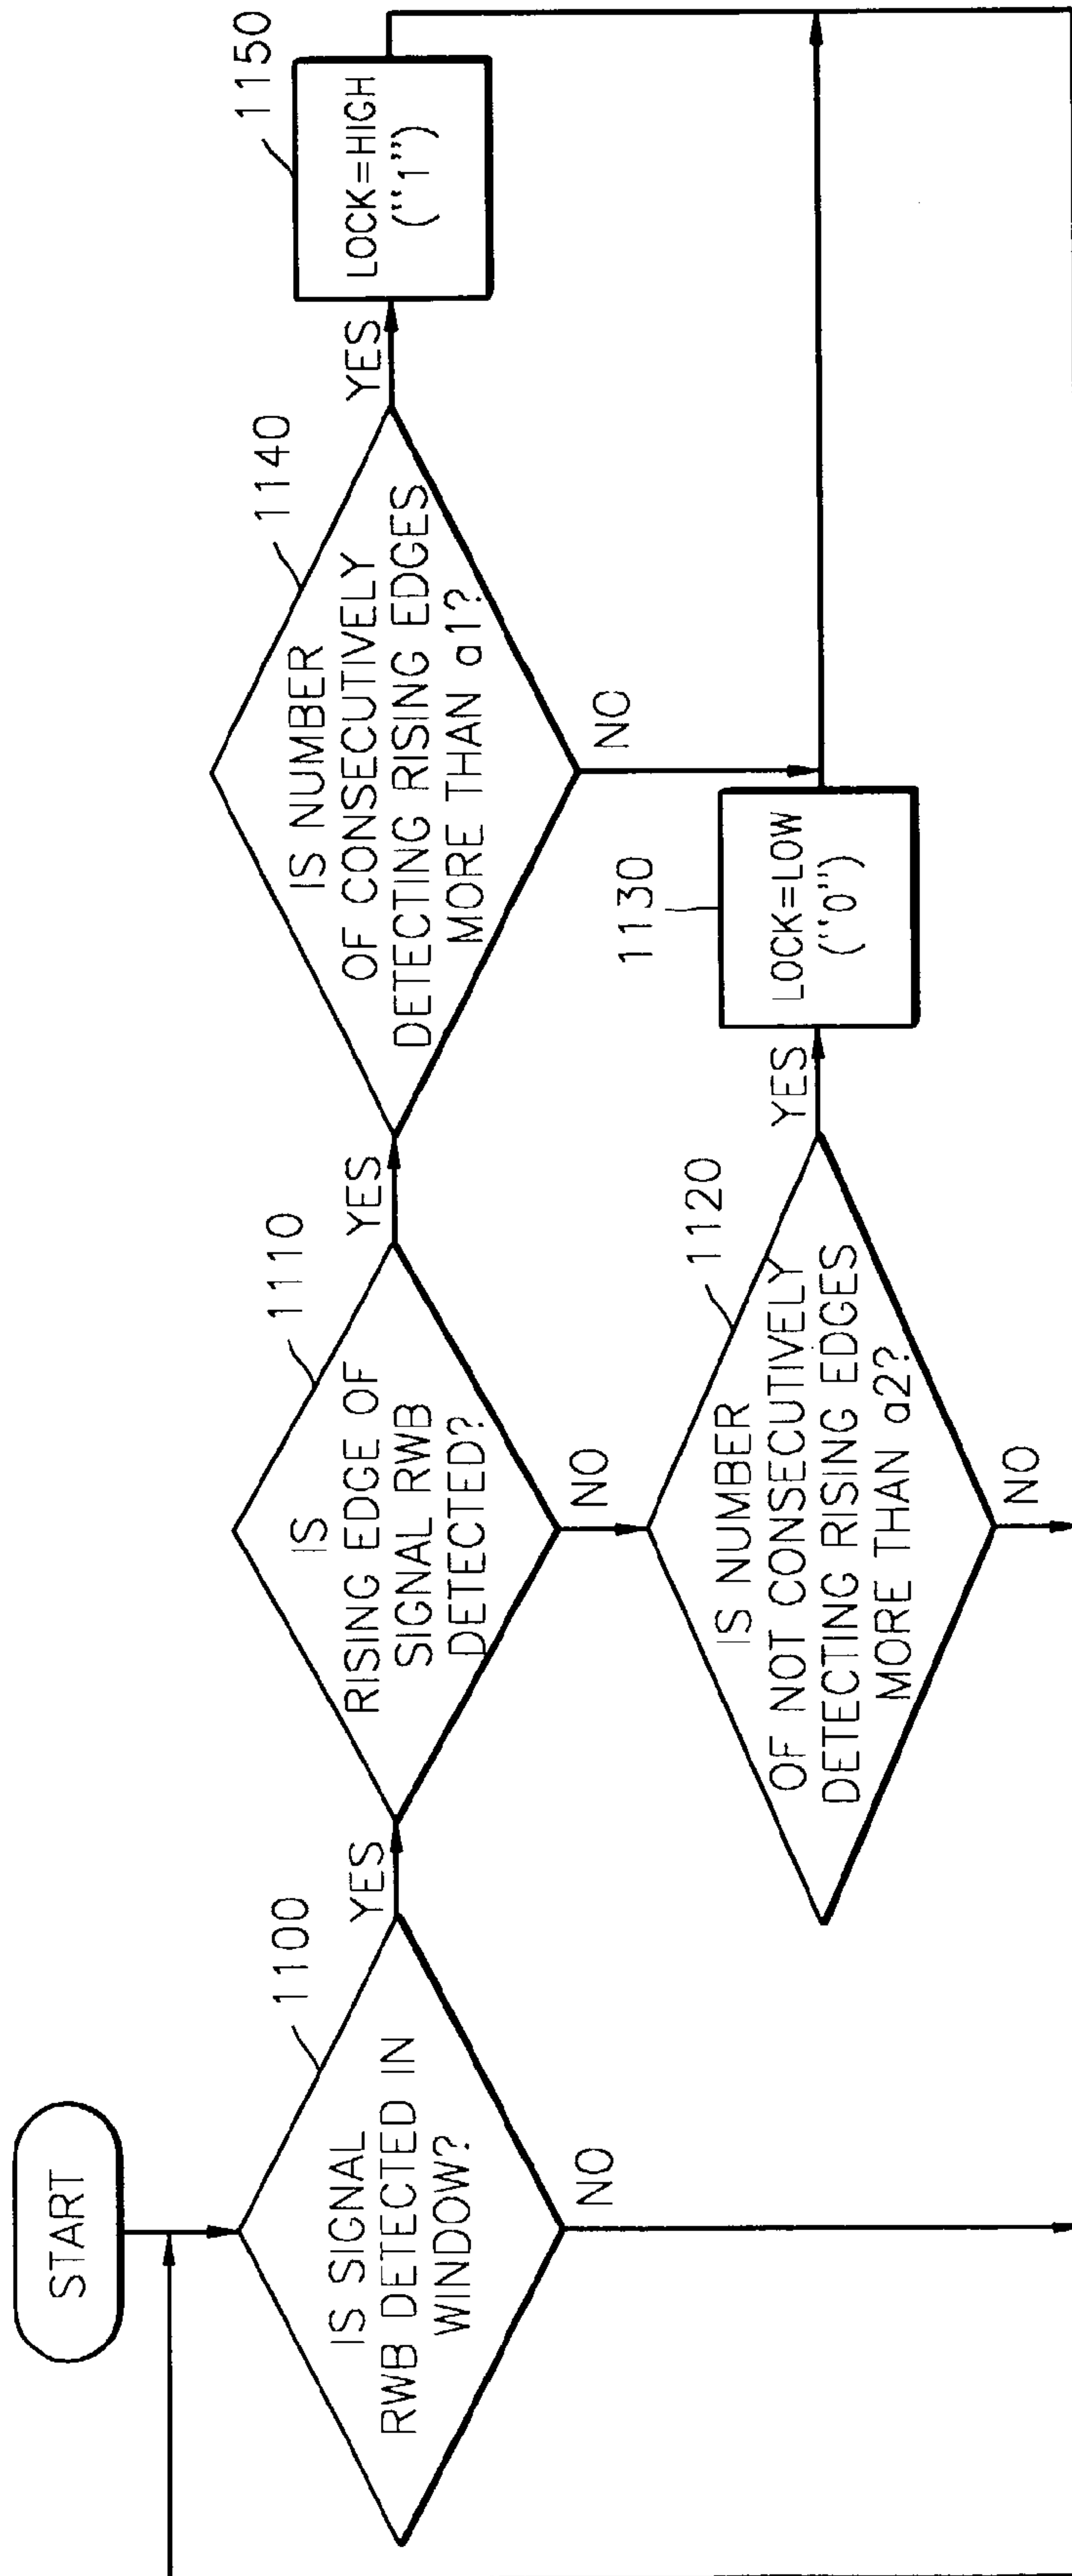 START
1100
IS SIGNAL
RWB DETECTED IN
WINDOW?
YES
NO
1110
IS
RISING EDGE OF
SIGNAL RWB
DETECTED?
YES
NO
1140
IS NUMBER
OF CONSECUTIVELY
DETECTING RISING EDGES
MORE THAN a1?
YES
NO
1150
LOCK=HIGH
("1")
1120
IS NUMBER
OF NOT CONSECUTIVELY
DETECTING RISING EDGES
MORE THAN a2?
YES
NO
1130
LOCK=LOW
("0")